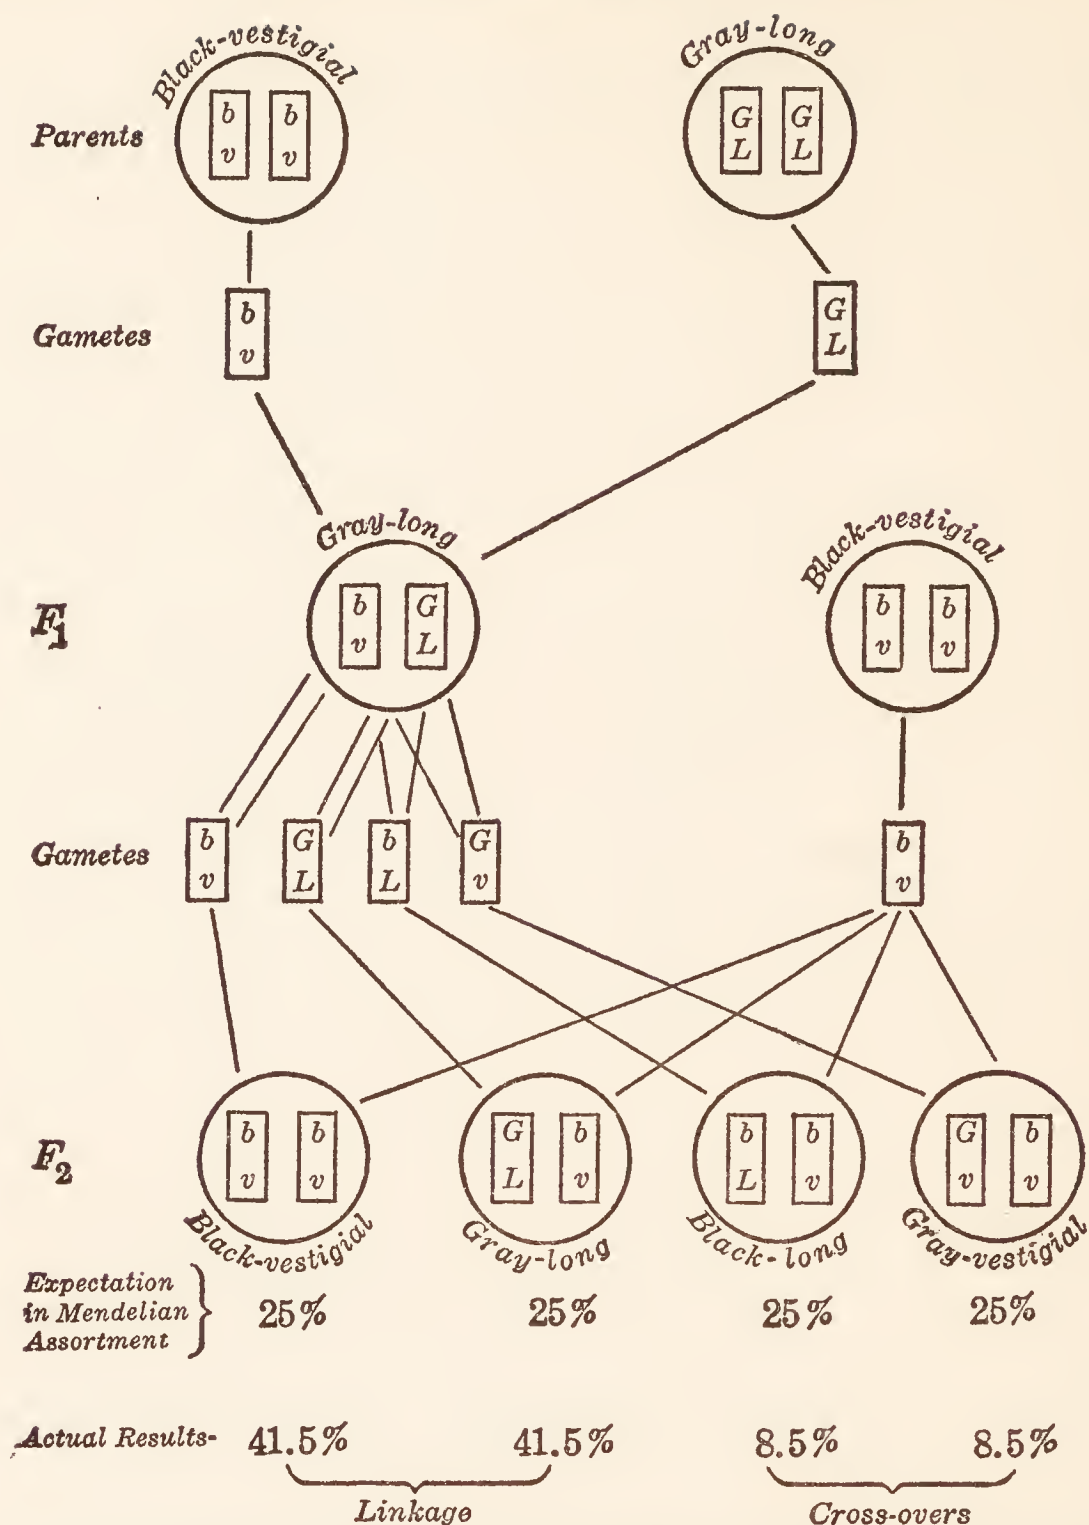 Black-vestigial Gray-long
Parents
b b G G
v v L L
Gametes
b G
v L
Gray-long Black-vestigial
F1
b G b b
v L v v
Gametes
b G b G b
v L L v v
F2
b b G b b b G b
v v L v L v v v
Black-vestigial Gray-long Black-long Gray-vestigial
Expectation
in Mendelian
Assortment
25% 25% 25% 25%
Actual Results- 41.5% 41.5% 8.5% 8.5%
Linkage Cross-overs